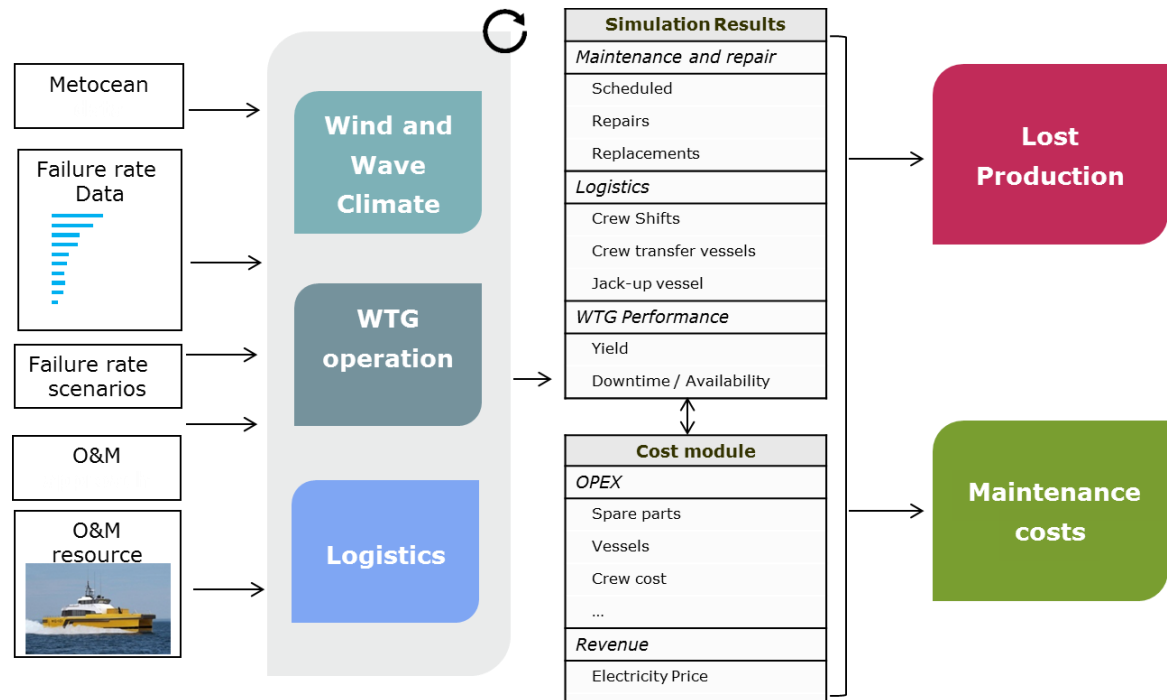 Metocean
Failure rate
Data
Failure rate
scenarios
O&M
O&M
resource
Wind and
Wave
Climate
WTG
operation
Logistics
Simulation Results
Maintenance and repair
Scheduled
Repairs
Replacements
Logistics
Crew Shifts
Crew transfer vessels
Jack-up vessel
WTG Performance
Yield
Downtime / Availability
Cost module
OPEX
Spare parts
Vessels
Crew cost
...
Revenue
Electricity Price
Lost
Production
Maintenance
costs